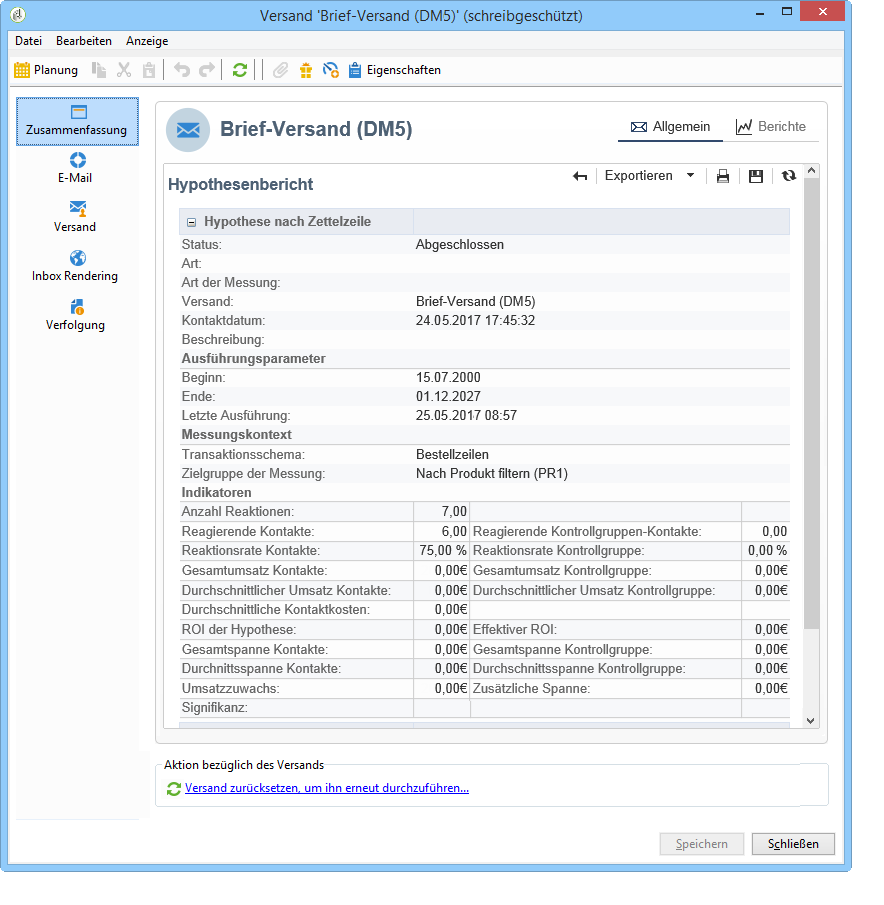 Versand 'Brief-Versand (DM5)' (schreibgeschützt)
Datei Bearbeiten Anzeige
Planung Eigenschaften
Zusammenfassung
E-Mail
Versand
Inbox Rendering
Verfolgung
Brief-Versand (DM5) Allgemein Berichte
Hypothesenbericht Exportieren
Hypothese nach Zettelzeile
Status: Abgeschlossen
Art:
Art der Messung:
Versand: Brief-Versand (DM5)
Kontaktdatum: 24.05.2017 17:45:32
Beschreibung:
Ausführungsparameter
Beginn: 15.07.2000
Ende: 01.12.2027
Letzte Ausführung: 25.05.2017 08:57
Messungskontext
Transaktionsschema: Bestellzeilen
Zielgruppe der Messung: Nach Produkt filtern (PR1)
Indikatoren
Anzahl Reaktionen: 7,00
Reagierende Kontakte: 6,00 Reagierende Kontrollgruppen-Kontakte: 0,00
Reaktionsrate Kontakte: 75,00 % Reaktionsrate Kontrollgruppe: 0,00 %
Gesamtumsatz Kontakte: 0,00€ Gesamtumsatz Kontrollgruppe: 0,00€
Durchschnittlicher Umsatz Kontakte: 0,00€ Durchschnittlicher Umsatz Kontrollgruppe: 0,00€
Durchschnittliche Kontaktkosten: 0,00€
ROI der Hypothese: 0,00€ Effektiver ROI: 0,00€
Gesamtspanne Kontakte: 0,00€ Gesamtspanne Kontrollgruppe: 0,00€
Durchnittsspanne Kontakte: 0,00€ Durchschnittsspanne Kontrollgruppe: 0,00€
Umsatzzuwachs: 0,00€ Zusätzliche Spanne: 0,00€
Signifikanz:
Aktion bezüglich des Versands
Versand zurücksetzen, um ihn erneut durchzuführen...
Speichern Schließen